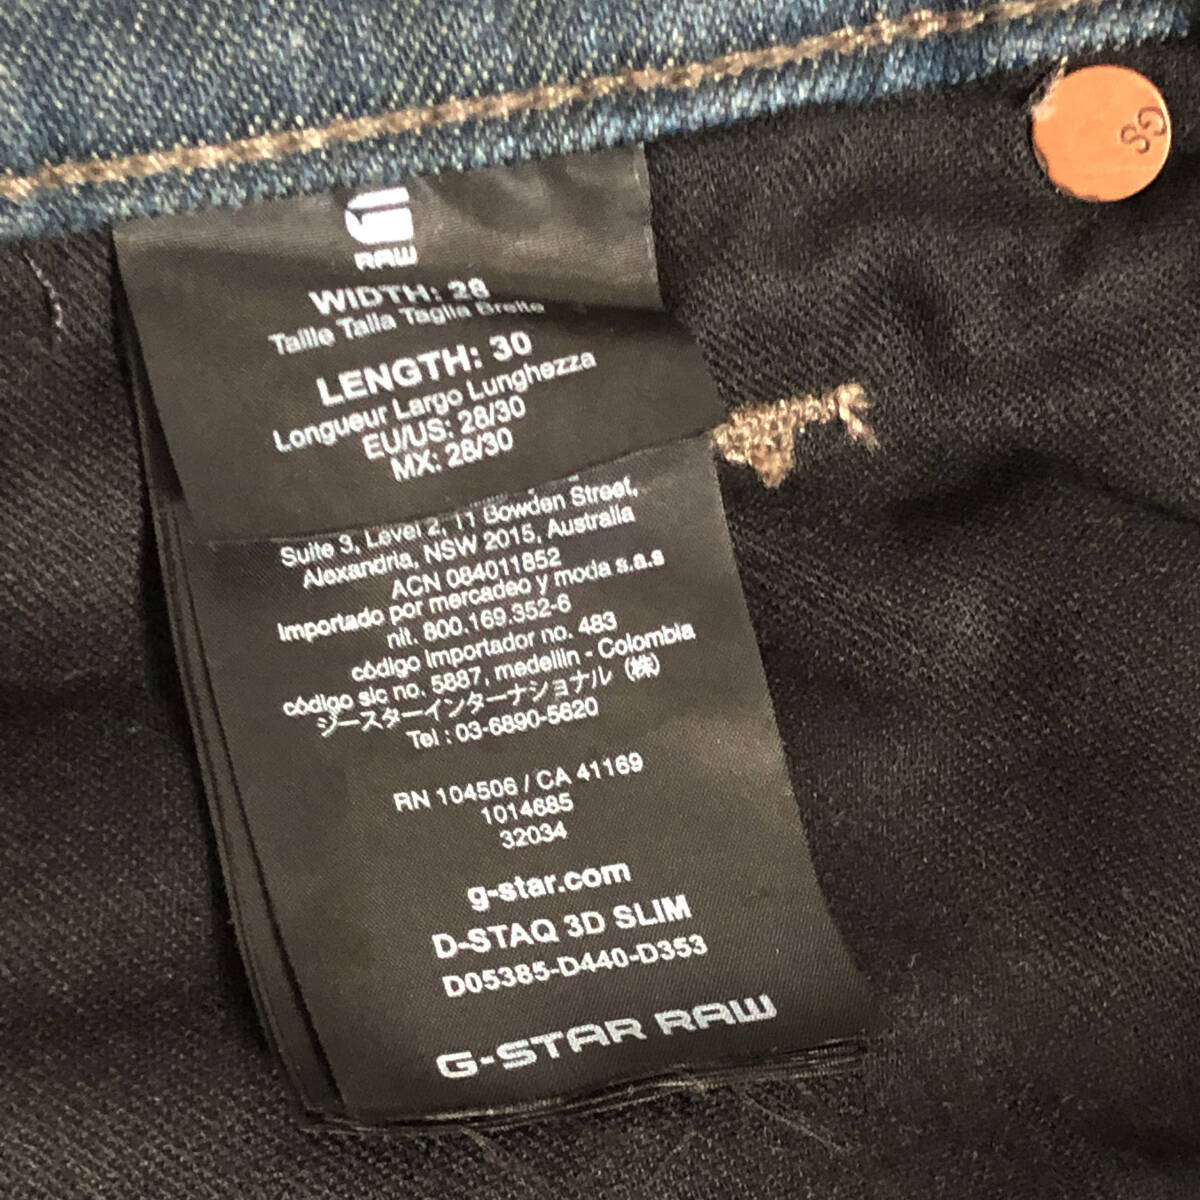 RAW
WIDTH: 28
Taille Talla Taglia Breite
LENGTH: 30
Longueur Largo Lunghezza
EU/US: 28/30
MX: 28/30
Suite 3, Level 2, 11 Bowden Street,
Alexandria, NSW 2015, Australia
ACN 084011852
Importado por mercadeo y moda s.a.s
nit. 800.169.352-6
código importador no. 483
código sic no. 5887, medellin - Colombia
ジースターインターナショナル (株)
Tel : 03-6890-5620
RN 104506 / CA 41169
1014685
32034
g-star.com
D-STAQ 3D SLIM
D05385-D440-D353
G-STAR RAW
GS